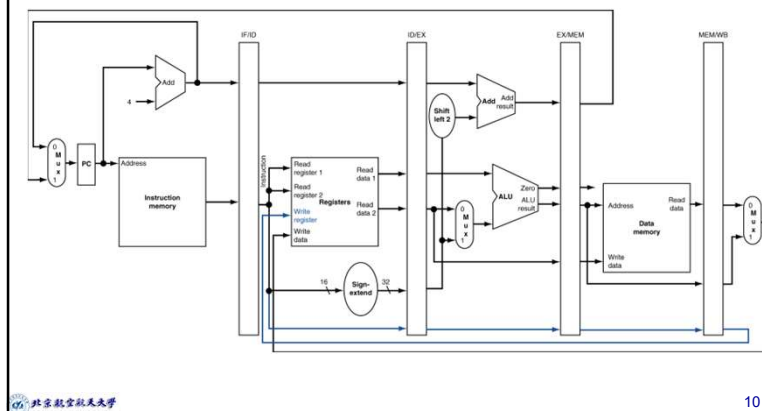 IF/ID
ID/EX
EX/MEM
MEM/WB
Add
4
Shift
left 2
Add
Add
result
0
M
u
x
1
PC
Address
Instruction
memory
Instruction
Read
register 1
Read
register 2
Write
register
Write
data
Registers
Read
data 1
Read
data 2
0
M
u
x
1
ALU
Zero
ALU
result
Address
Write
data
Data
memory
Read
data
0
M
u
x
1
16
Sign-
extend
32
北京航空航天大学
10